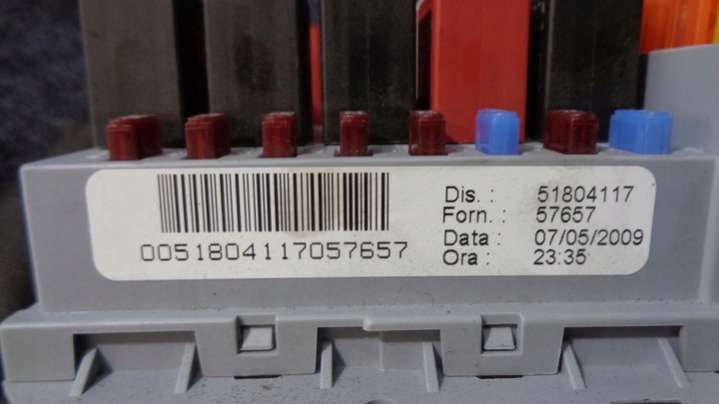 0051804117057657
Dis. : 51804117
Forn. : 57657
Data : 07/05/2009
Ora : 23:35